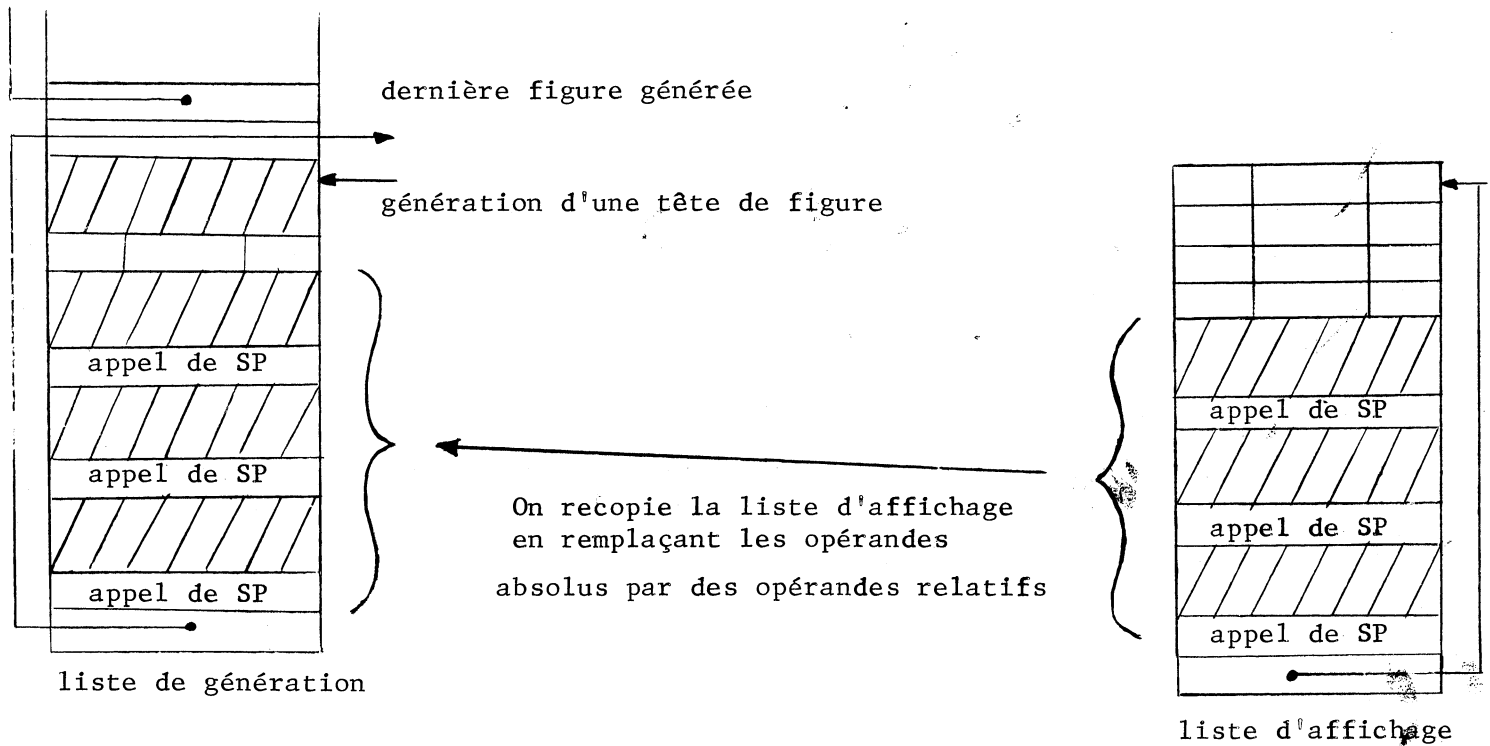 dernière figure générée
génération d'une tête de figure
appel de SP
appel de SP
appel de SP
liste de génération
On recopie la liste d'affichage
en remplaçant les opérandes
absolus par des opérandes relatifs
appel de SP
appel de SP
appel de SP
liste d'affichage